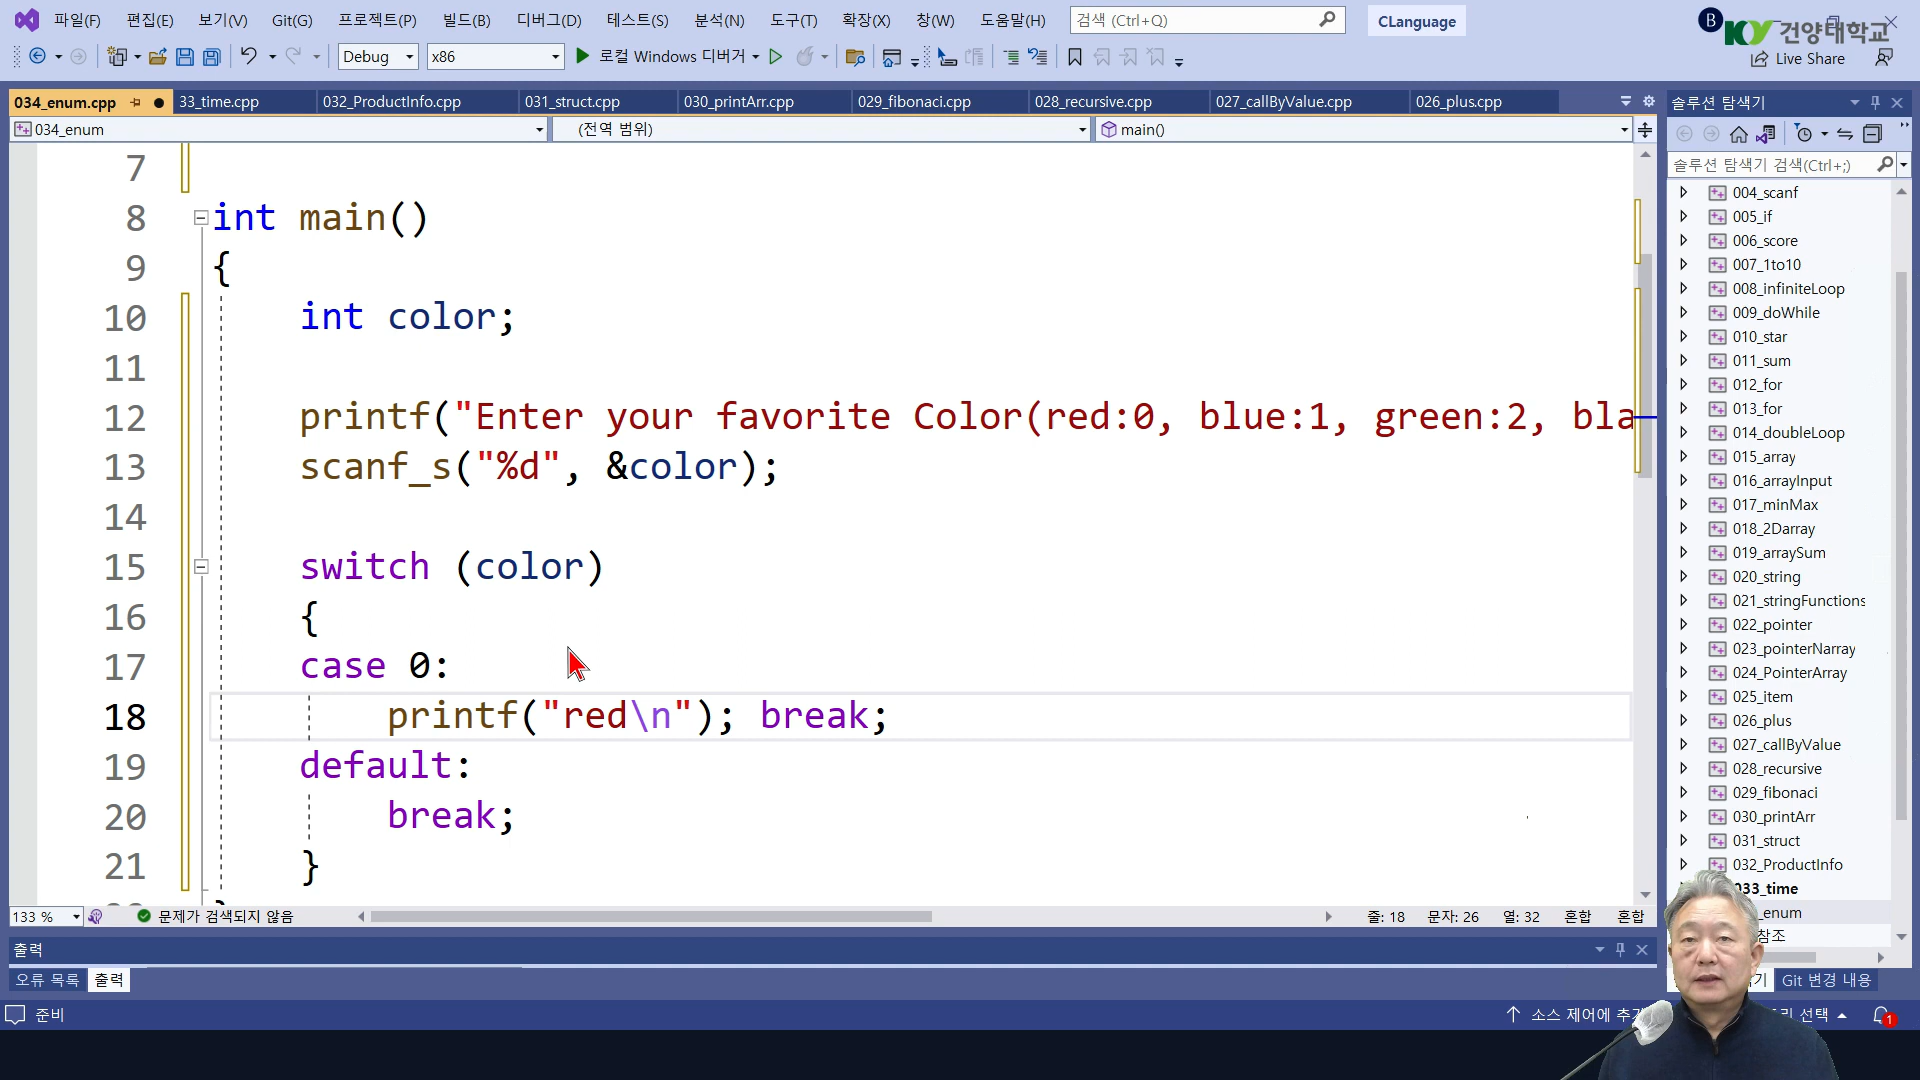 파일(F) 편집(E) 보기(V) Git(G) 프로젝트(P) 빌드(B) 디버그(D) 테스트(S) 분석(N) 도구(T) 확장(X) 창(W) 도움말(H) 검색 (Ctrl+Q) CLanguage B
KY 건양대학교
Debug x86 로컬 Windows 디버거 Live Share
034_enum.cpp 33_time.cpp 032_ProductInfo.cpp 031_struct.cpp 030_printArr.cpp 029_fibonaci.cpp 028_recursive.cpp 027_callByValue.cpp 026_plus.cpp
034_enum (전역 범위) main()
7
8 int main()
9 {
10 int color;
11
12 printf("Enter your favorite Color(red:0, blue:1, green:2, bla
13 scanf_s("%d", &color);
14
15 switch (color)
16 {
17 case 0:
18 printf("red\n"); break;
19 default:
20 break;
21 }
133 % 문제가 검색되지 않음 줄: 18 문자: 26 열: 32 혼합 혼합
출력
오류 목록 출력
준비
솔루션 탐색기
솔루션 탐색기 검색(Ctrl+;)
004_scanf
005_if
006_score
007_1to10
008_infiniteLoop
009_doWhile
010_star
011_sum
012_for
013_for
014_doubleLoop
015_array
016_arrayInput
017_minMax
018_2Darray
019_arraySum
020_string
021_stringFunctions
022_pointer
023_pointerNarray
024_PointerArray
025_item
026_plus
027_callByValue
028_recursive
029_fibonaci
030_printArr
031_struct
032_ProductInfo
033_time
_enum
참조
Git 변경 내용
소스 제어에 추가 선택 1